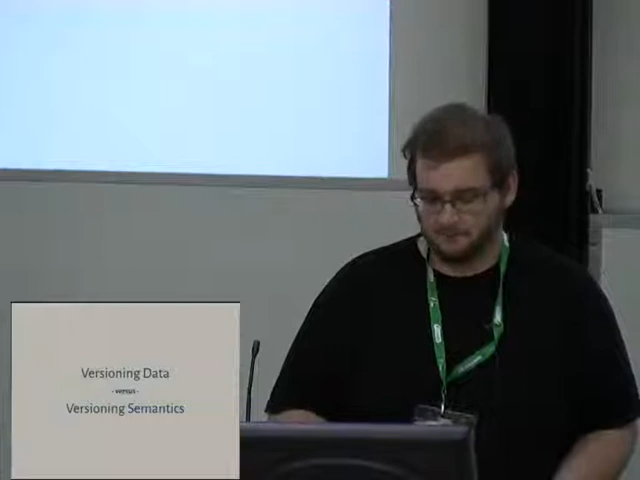 Versioning Data
- versus -
Versioning Semantics